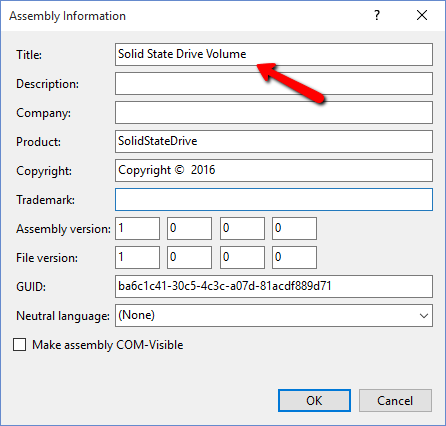 Assembly Information
?
Title: Solid State Drive Volume
Description:
Company:
Product: SolidStateDrive
Copyright: Copyright © 2016
Trademark:
Assembly version: 1 0 0 0
File version: 1 0 0 0
GUID: ba6c1c41-30c5-4c3c-a07d-81acdf889d71
Neutral language: (None)
Make assembly COM-Visible
OK Cancel